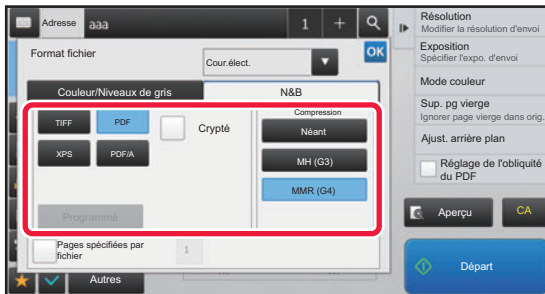 Adresse aaa 1 +
Format fichier
Cour.élect.
OK
Couleur/Niveaux de gris
N&B
TIFF
PDF
Crypté
XPS
PDF/A
Programmé
Compression
Néant
MH (G3)
MMR (G4)
Pages spécifiées par
fichier
1
Autres
Résolution
Modifier la résolution d'envoi
Exposition
Spécifier l'expo. d'envoi
Mode couleur
Sup. pg vierge
Ignorer page vierge dans orig.
Ajust. arrière plan
Réglage de l'obliquité
du PDF
Aperçu
CA
Départ